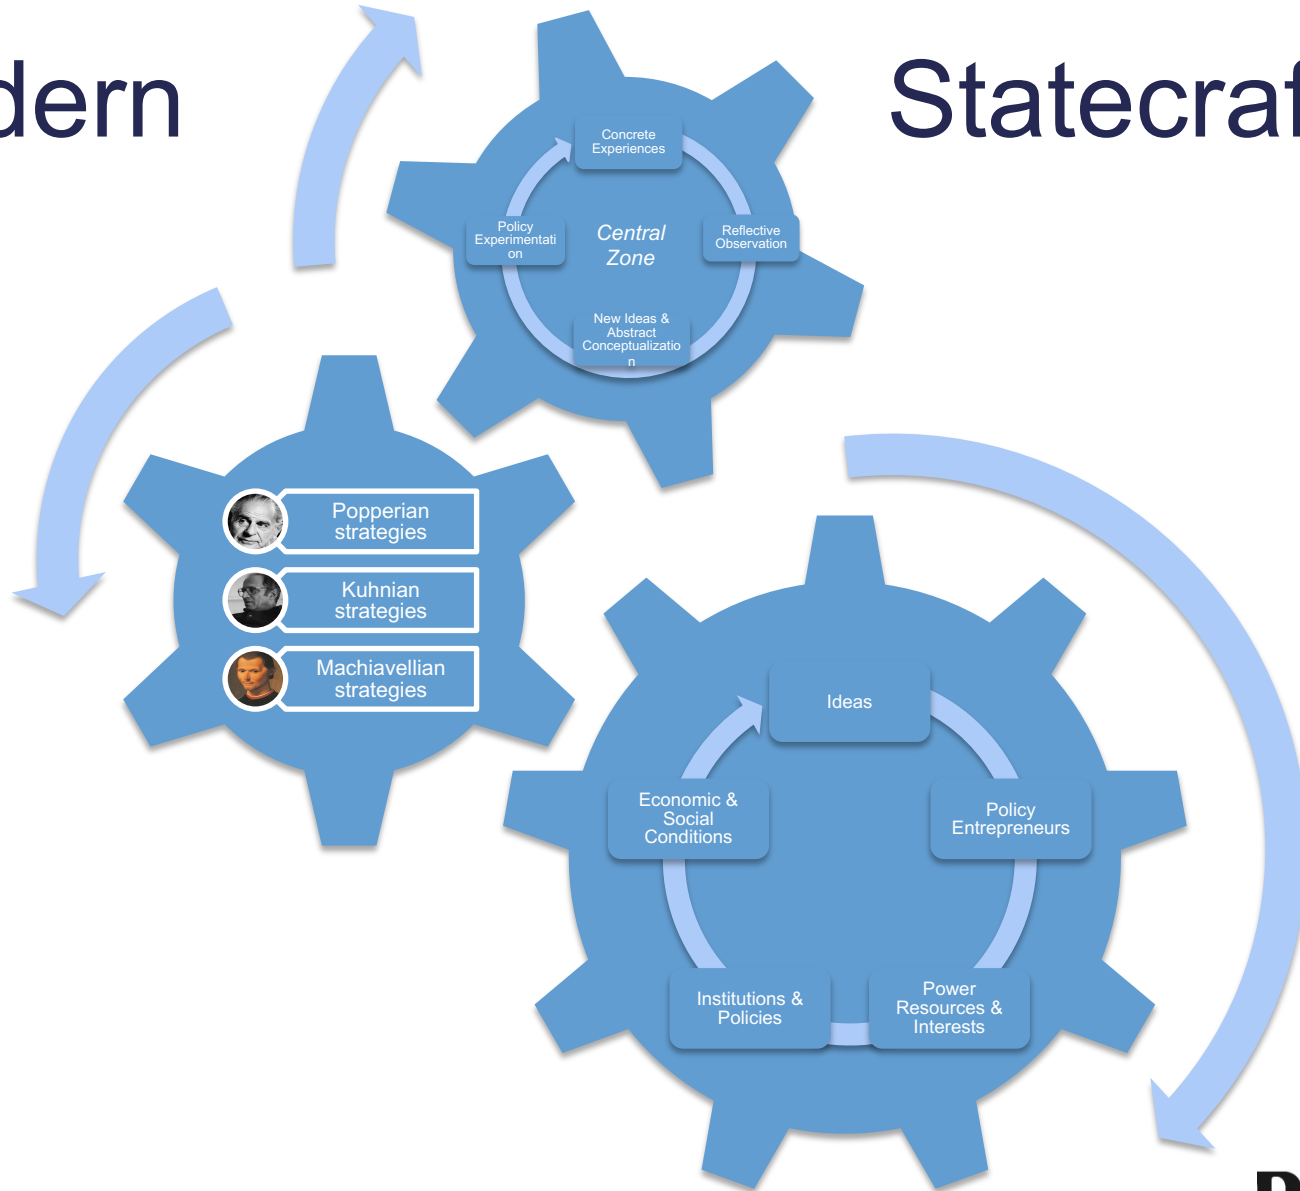 dern
Statecraf
Concrete
Experiences
Policy
Experimentati
on
Central
Zone
Reflective
Observation
New Ideas &
Abstract
Conceptualizatio
n
Popperian
strategies
Kuhnian
strategies
Machiavellian
strategies
Ideas
Economic &
Social
Conditions
Policy
Entrepreneurs
Institutions &
Policies
Power
Resources &
Interests